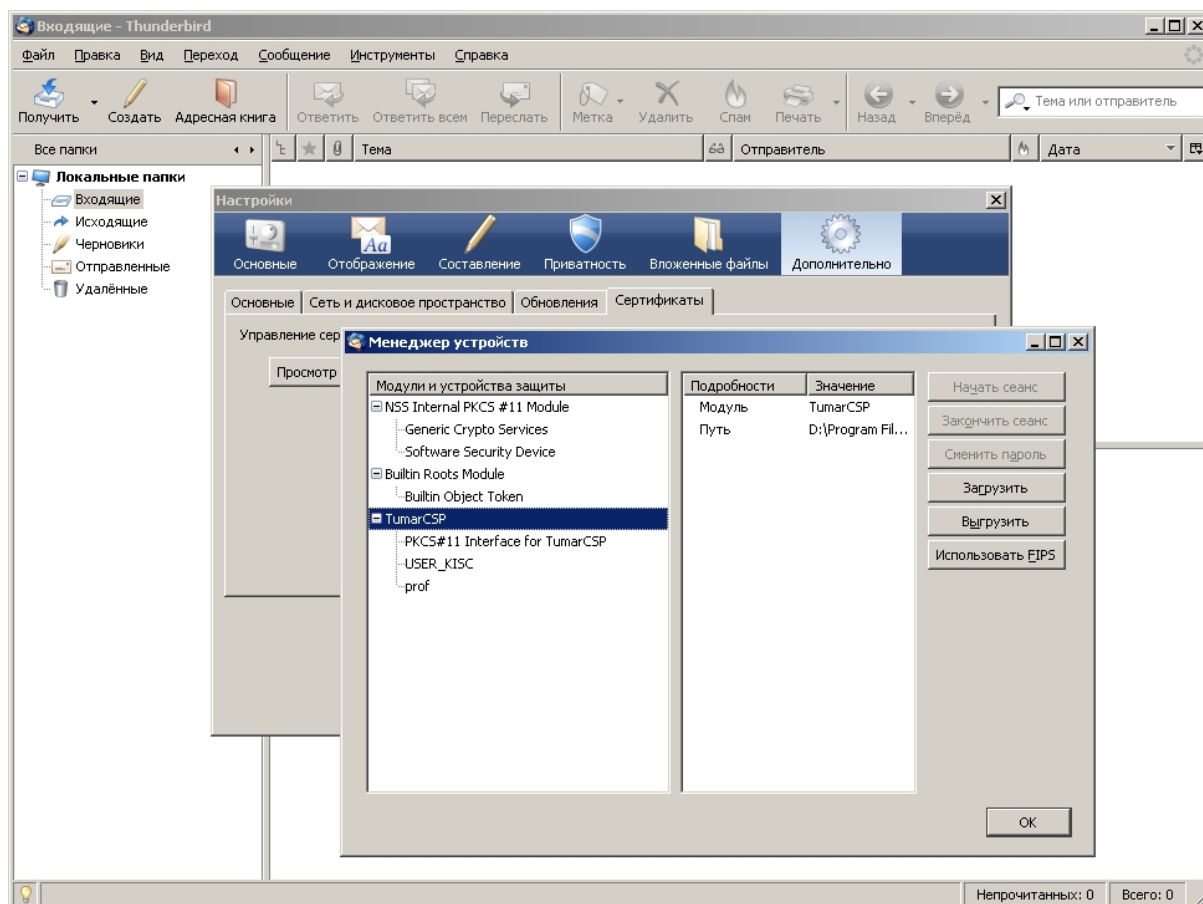 Входящие - Thunderbird
Файл Правка Вид Переход Сообщение Инструменты Справка
Получить Создать Адресная книга Ответить Ответить всем Переслать Метка Удалить Спам Печать Назад Вперёд Тема или отправитель
Все папки Тема Отправитель Дата
Локальные папки
Входящие
Исходящие
Черновики
Отправленные
Удалённые
Настройки
Aa
Основные Отображение Составление Приватность Вложенные файлы Дополнительно
Основные Сеть и дисковое пространство Обновления Сертификаты
Управление сер
Просмотр
Менеджер устройств
Модули и устройства защиты
NSS Internal PKCS #11 Module
Generic Crypto Services
Software Security Device
Builtin Roots Module
Builtin Object Token
TumarCSP
PKCS#11 Interface for TumarCSP
USER_KISC
prof
Подробности Значение
Модуль TumarCSP
Путь D:\Program Fil...
Начать сеанс
Закончить сеанс
Сменить пароль
Загрузить
Выгрузить
Использовать FIPS
OK
Непрочитанных: 0 Всего: 0